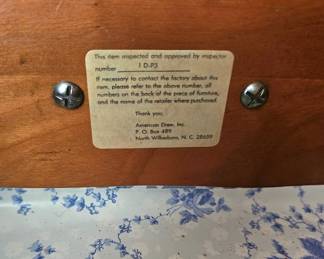 This item inspected and approved by inspector
number 1 D-P3
If necessary to contact the factory about this
item, please refer to the above number, all
numbers on the back of the piece of furniture,
and the name of the retailer where purchased.
Thank you,
American Drew, Inc.
P. O. Box 489
North Wilkesboro, N. C. 28659